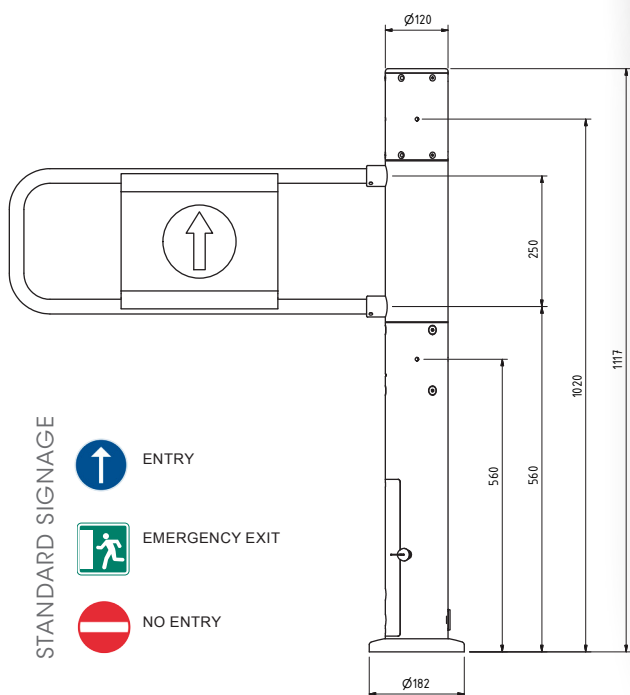 Ø120
250
1117
1020
560
560
Ø182
STANDARD SIGNAGE
ENTRY
EMERGENCY EXIT
NO ENTRY